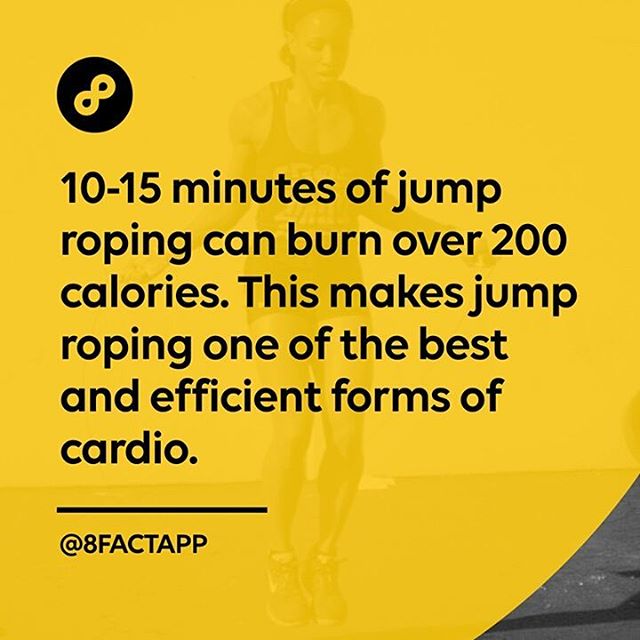 10-15 minutes of jump
roping can burn over 200
calories. This makes jump
roping one of the best
and efficient forms of
cardio.
@8FACTAPP